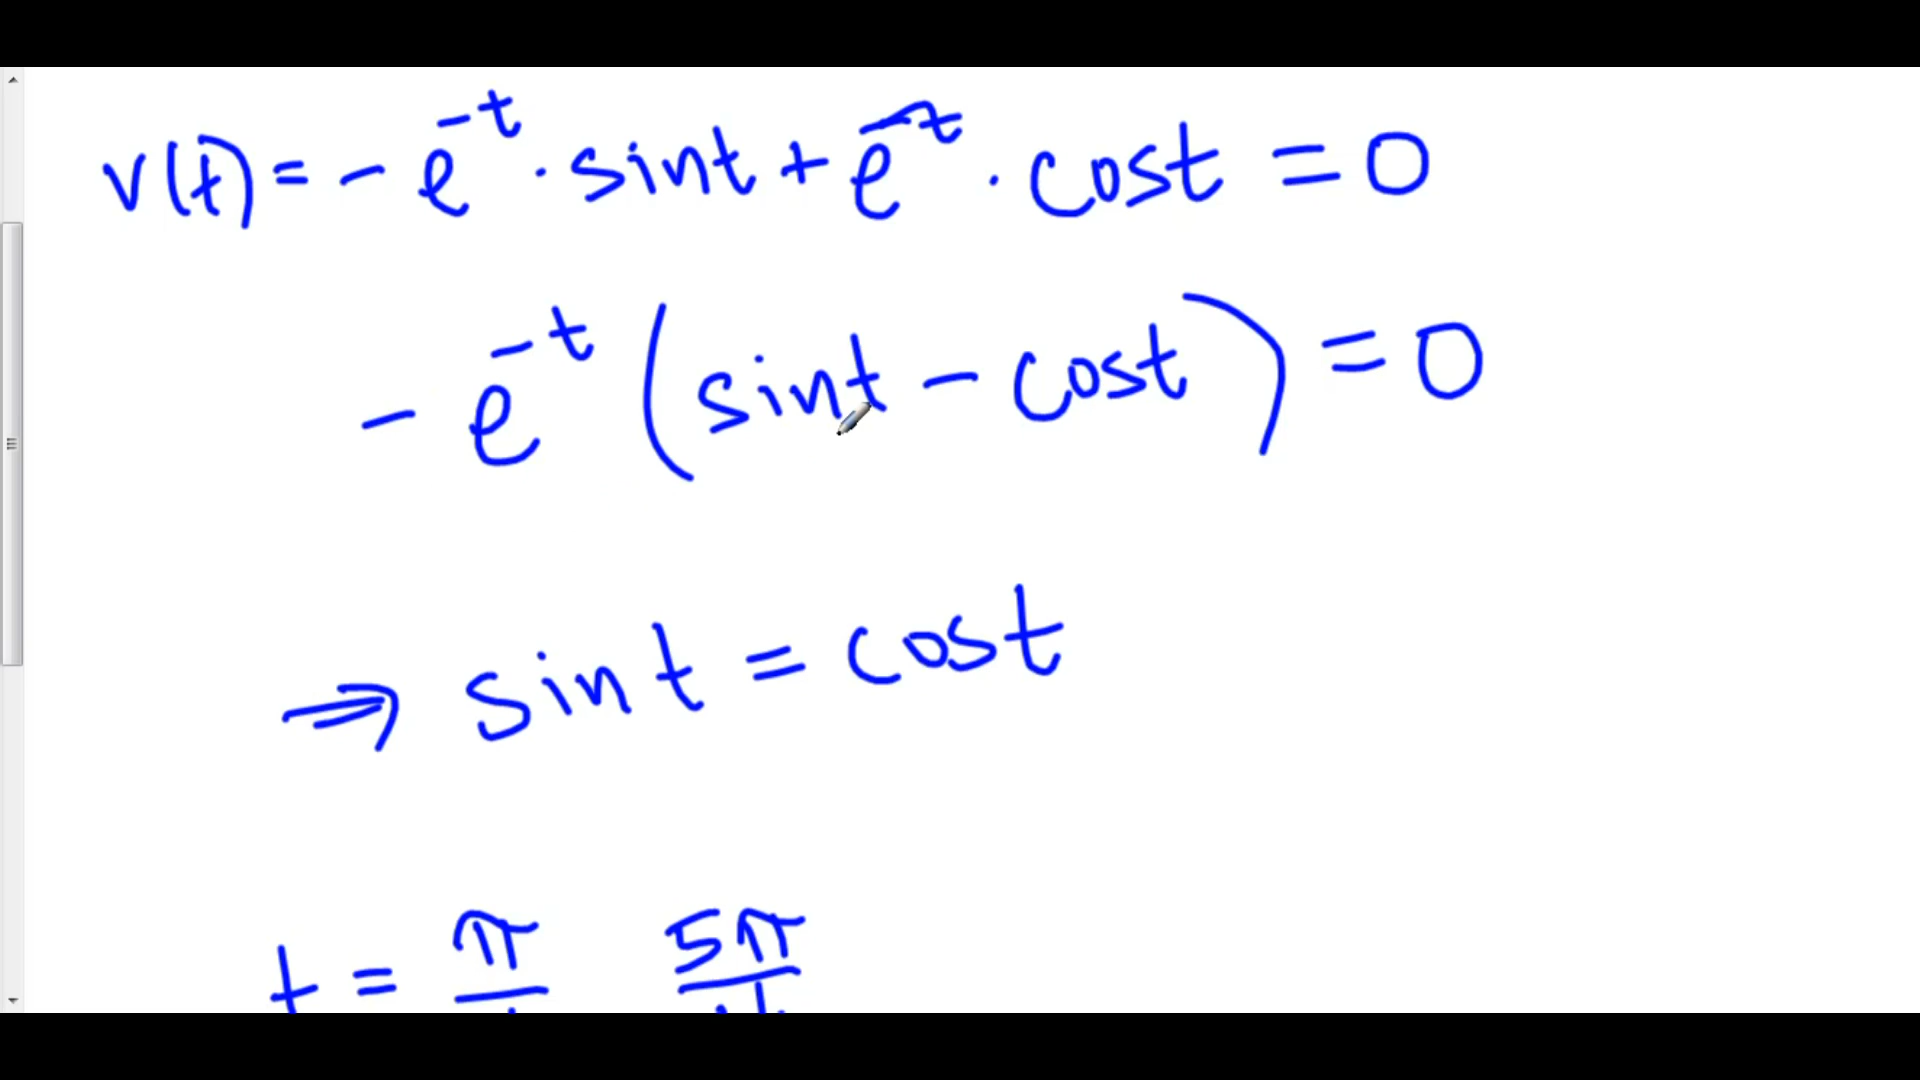 v(t) = - e^-t · sint + e^-t · cost = 0
- e^-t (sint - cost) = 0
⇒ sint = cost
t = π 5π